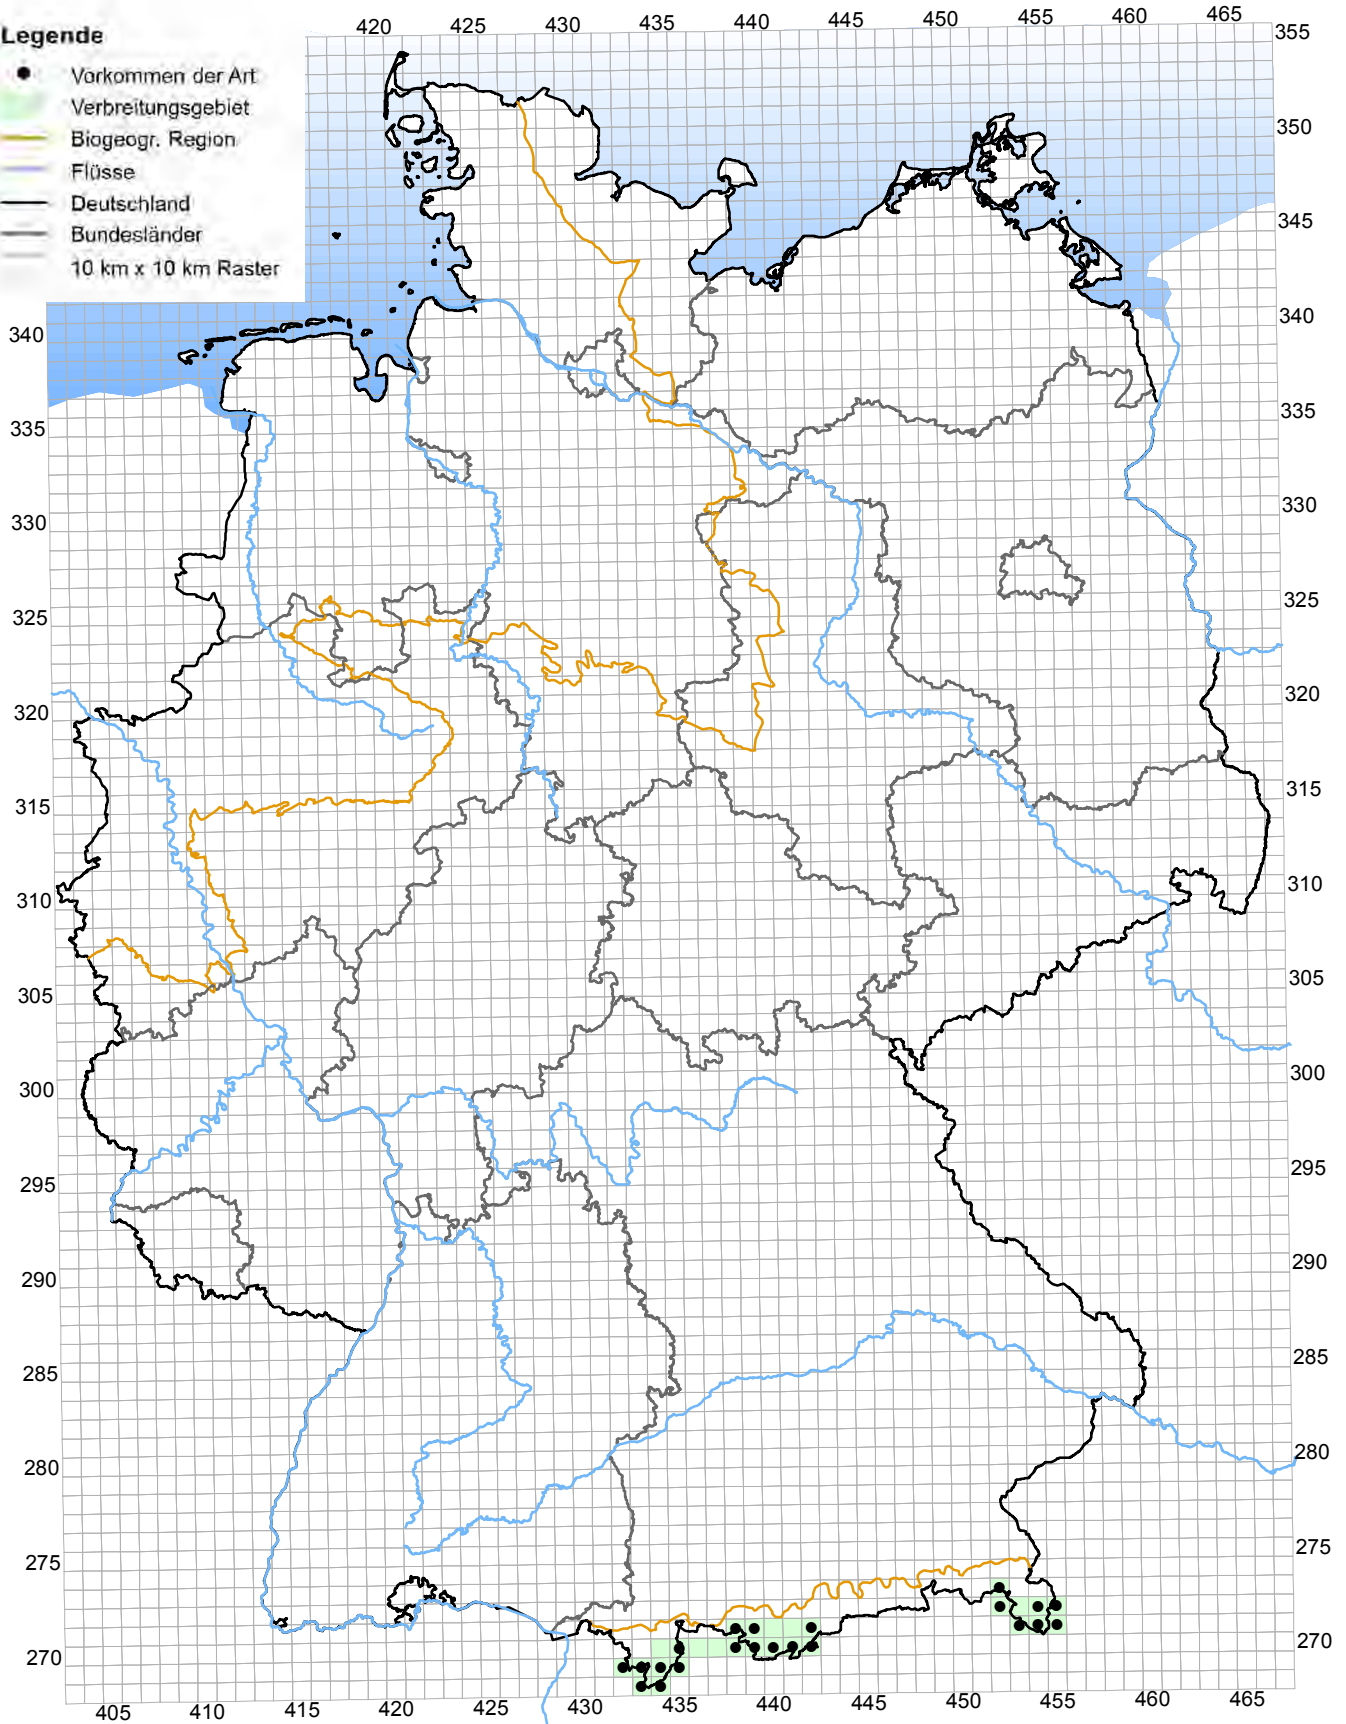 420 425 430 435 440 445 450 455 460 465
355
Legende
Vorkommen der Art
Verbreitungsgebiet
Biogeogr. Region
Flüsse
Deutschland
Bundesländer
10 km x 10 km Raster
350
345
340 340
335 335
330 330
325 325
320 320
315 315
310 310
305 305
300 300
295 295
290 290
285 285
280 280
275 275
270 270
405 410 415 420 425 430 435 440 445 450 455 460 465